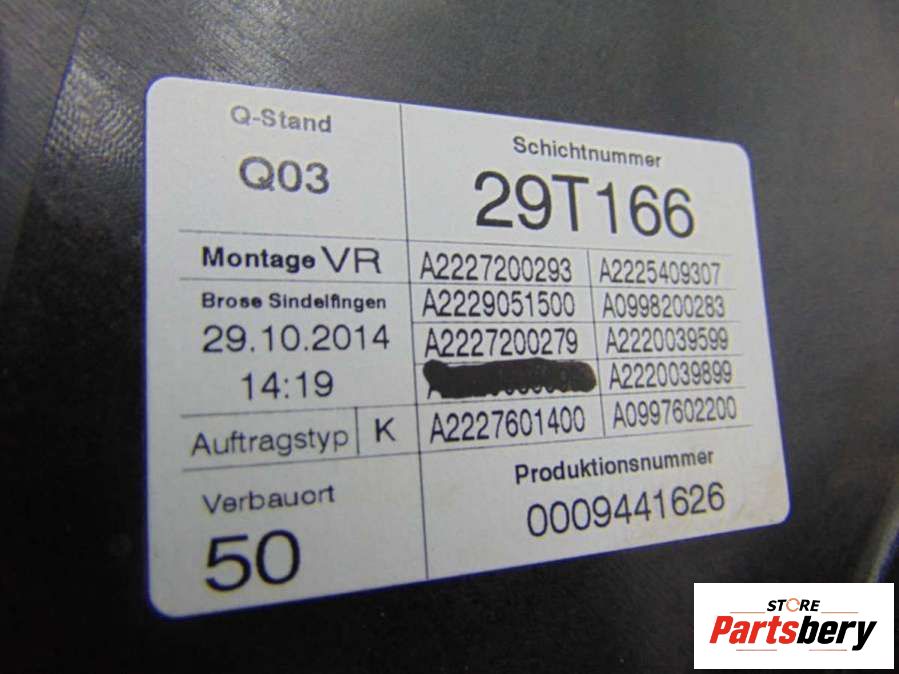 Q-Stand
Q03
Schichtnummer
29T166
Montage VR
Brose Sindelfingen
29.10.2014
14:19
A2227200293 A2225409307
A2229051500 A0998200283
A2227200279 A2220039599
A2220039899
A2227601400 A0997602200
Auftragstyp K
Verbauort
50
Produktionsnummer
0009441626
STORE
Partsbery